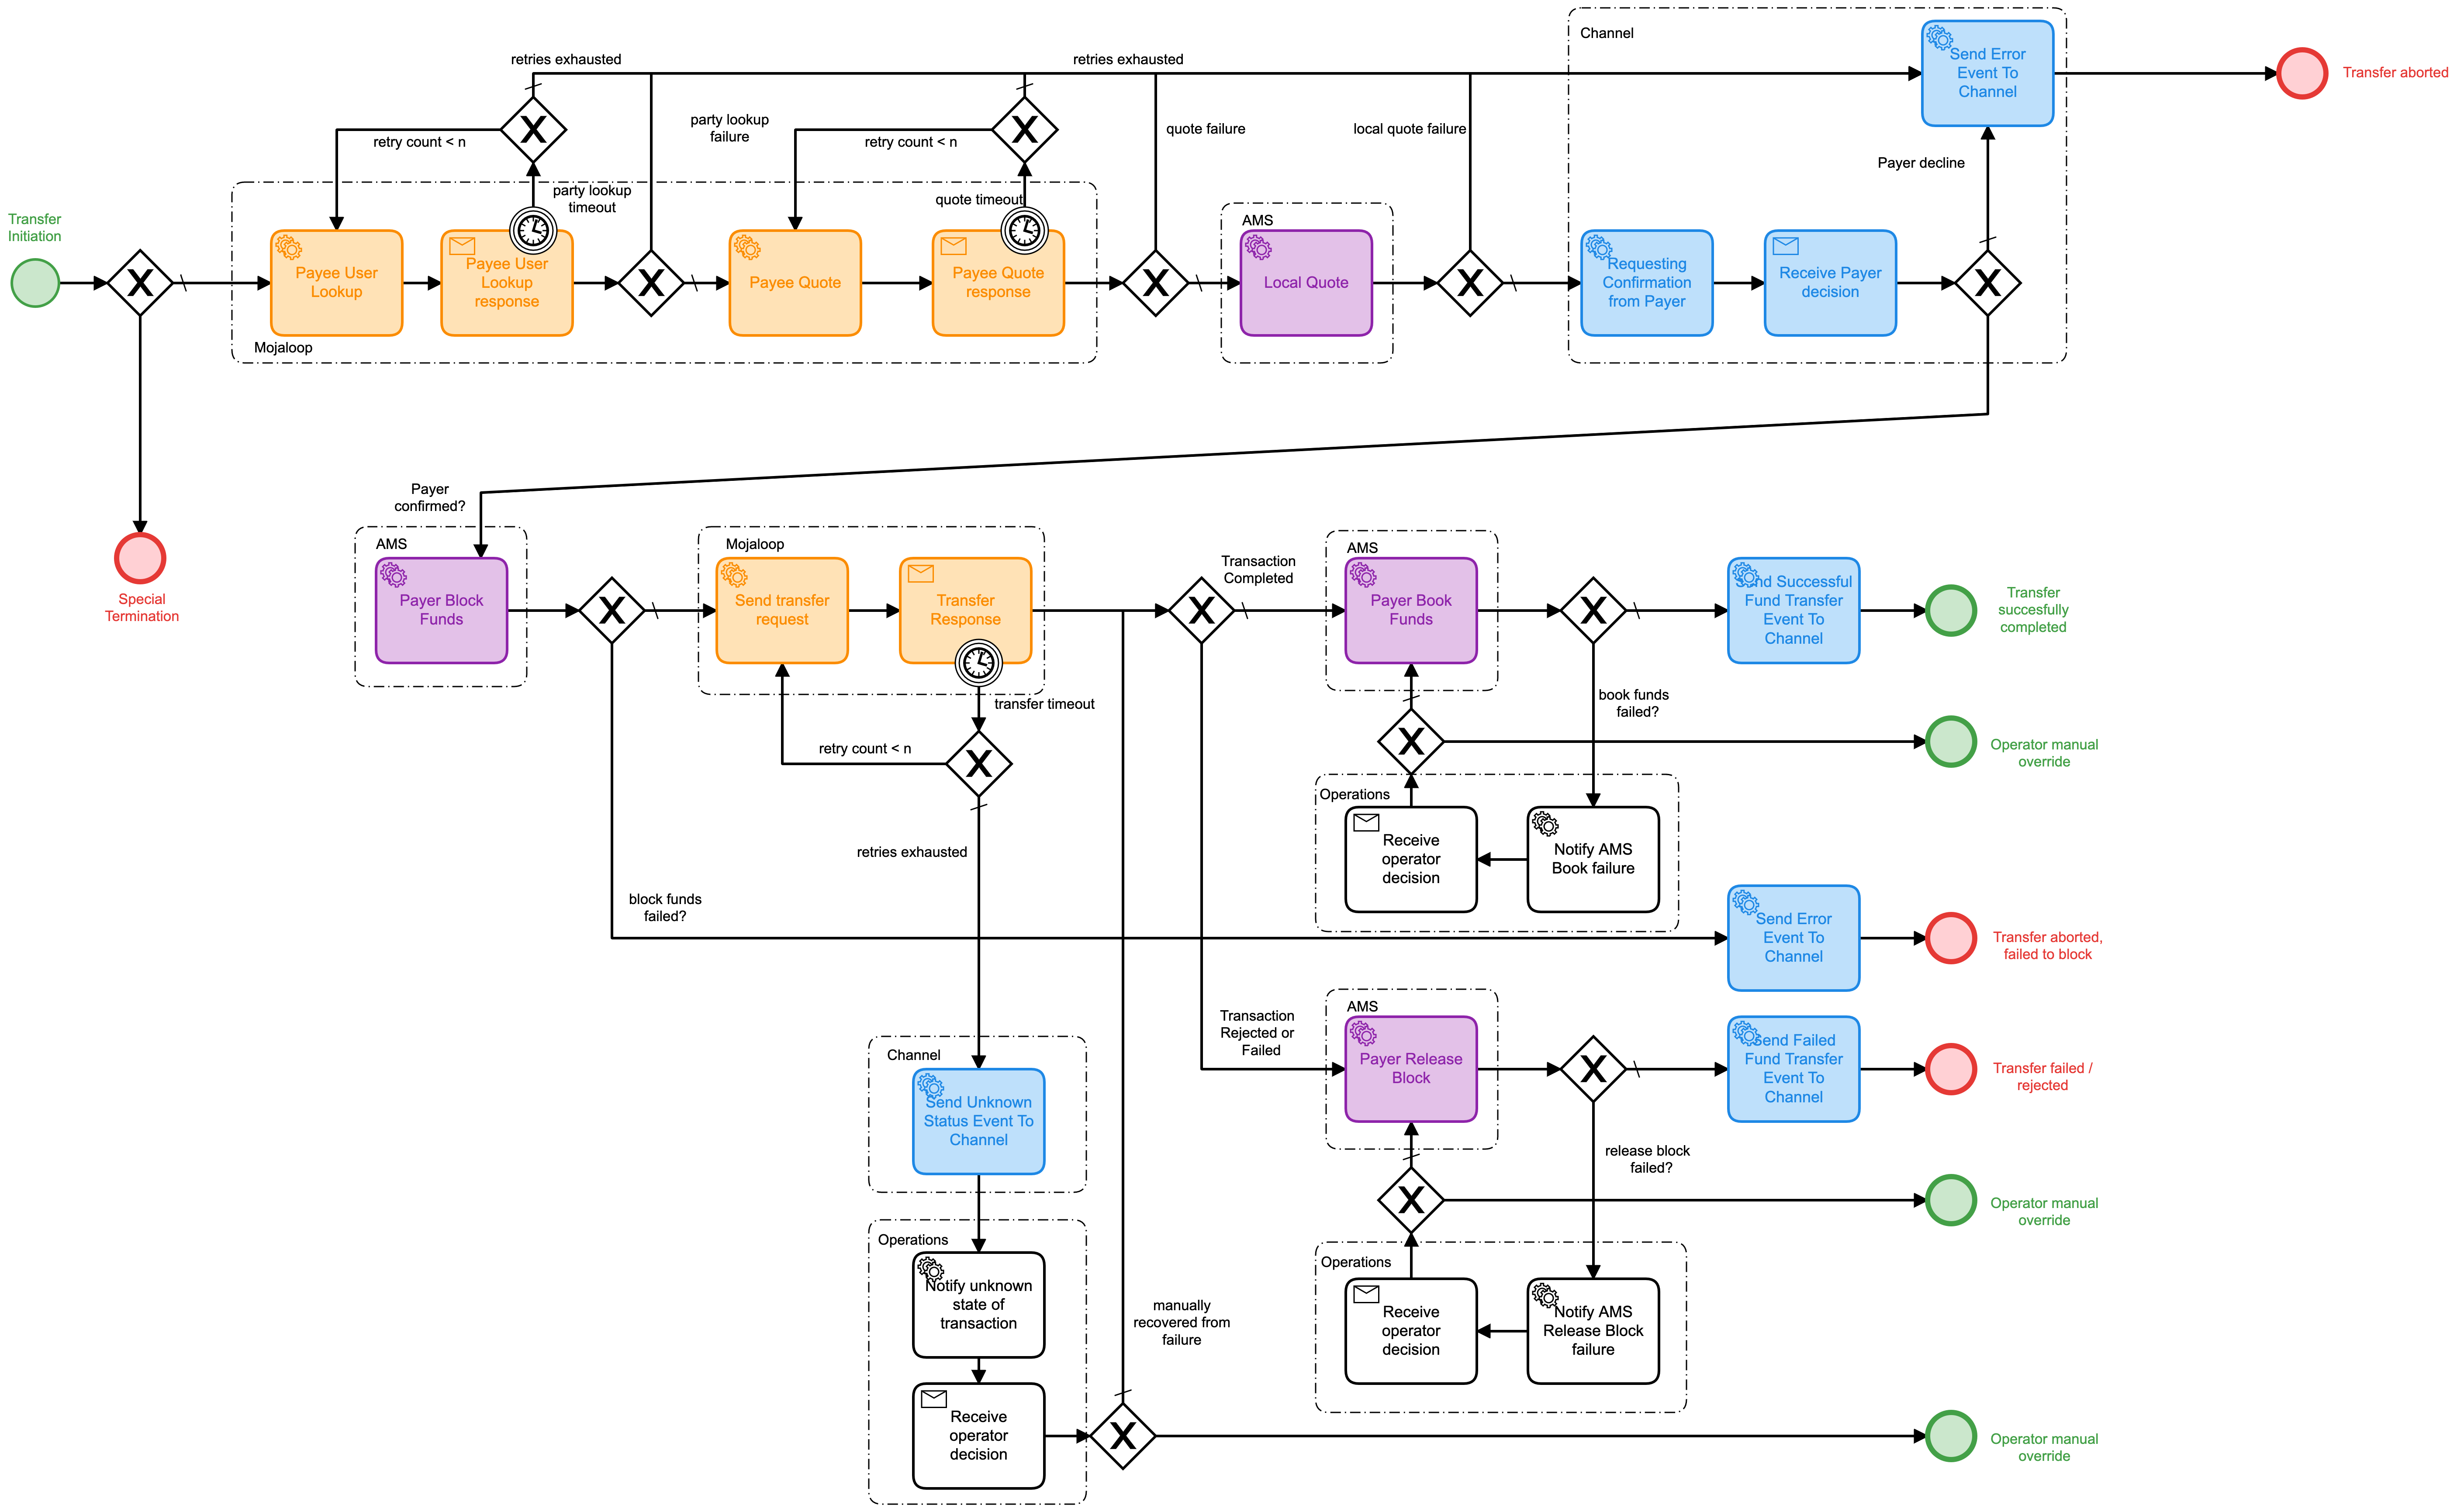 Channel
Send Error
Event To
Channel
Transfer aborted
retries exhausted
retries exhausted
party lookup
failure
quote failure
local quote failure
retry count < n
retry count < n
Payer decline
party lookup
timeout
quote timeout
Transfer
Initiation
AMS
Payee User
Lookup
Payee User
Lookup
response
Payee Quote
Payee Quote
response
Local Quote
Requesting
Confirmation
from Payer
Receive Payer
decision
Mojaloop
Payer
confirmed?
Special
Termination
AMS
Payer Block
Funds
Mojaloop
Send transfer
request
Transfer
Response
Transaction
Completed
AMS
Payer Book
Funds
Send Successful
Fund Transfer
Event To
Channel
Transfer
succesfully
completed
transfer timeout
retry count < n
book funds
failed?
Operator manual
override
Operations
Receive
operator
decision
Notify AMS
Book failure
retries exhausted
block funds
failed?
Send Error
Event To
Channel
Transfer aborted,
failed to block
Transaction
Rejected or
Failed
AMS
Payer Release
Block
Send Failed
Fund Transfer
Event To
Channel
Transfer failed /
rejected
Channel
Send Unknown
Status Event To
Channel
release block
failed?
Operator manual
override
Operations
Notify unknown
state of
transaction
Operations
Receive
operator
decision
Notify AMS
Release Block
failure
manually
recovered from
failure
Receive
operator
decision
Operator manual
override